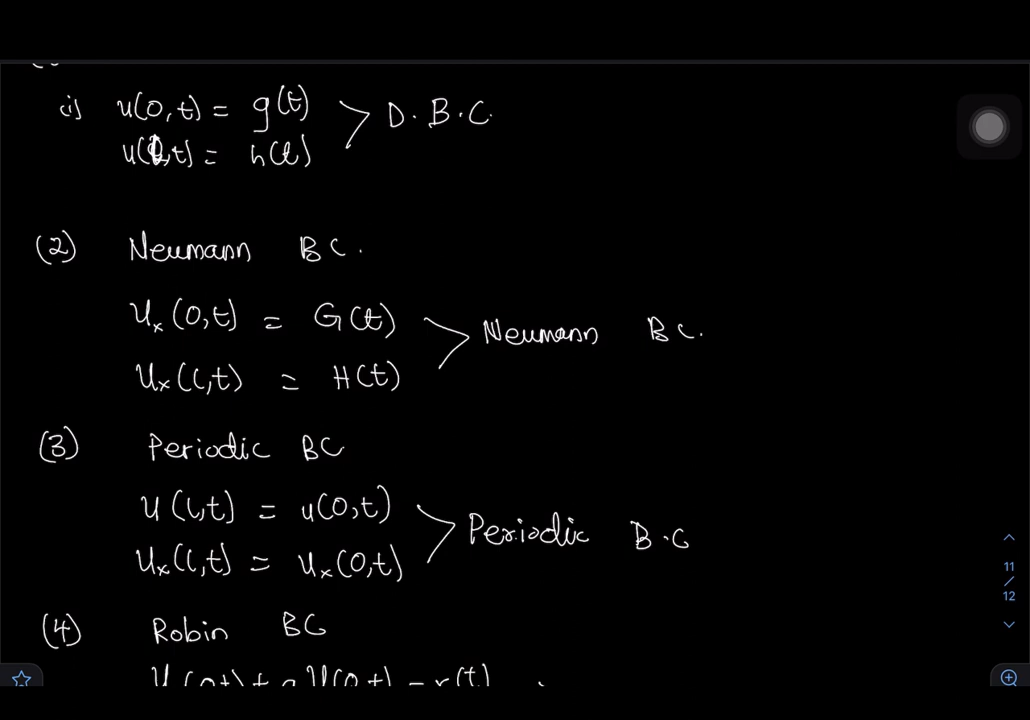 (1) u(0,t) = g(t)
u(l,t) = h(t)
D.B.C.
(2) Neumann BC.
Ux(0,t) = G(t)
Ux(l,t) = H(t)
Neumann BC.
(3) Periodic BC
U(l,t) = u(0,t)
Ux(l,t) = Ux(0,t)
Periodic B.C
(4) Robin BC
11
/
12